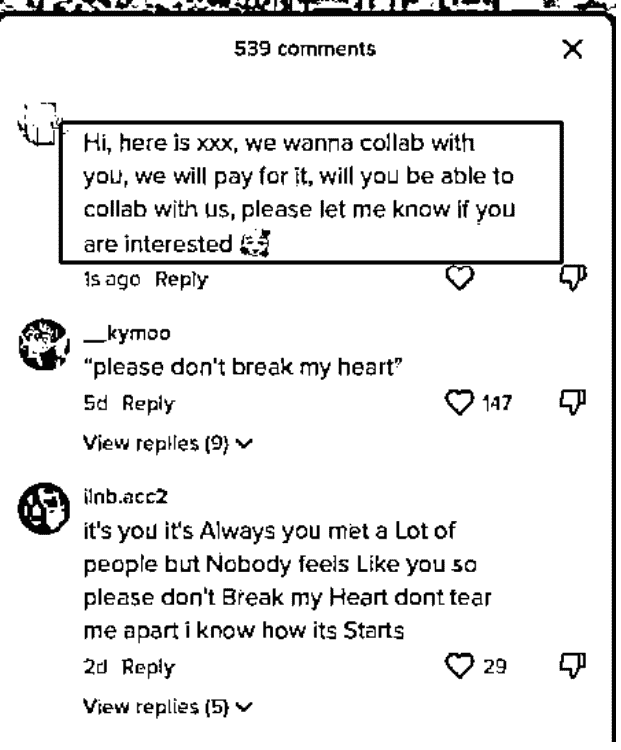 539 comments
Hi, here is xxx, we wanna collab with
you, we will pay for it, will you be able to
collab with us, please let me know if you
are interested
1s ago Reply
__kymoo
“please don't break my heart”
5d Reply
147
View replies (9)
ilnb.acc2
it's you it's Always you met a Lot of
people but Nobody feels Like you so
please don't Break my Heart dont tear
me apart i know how its Starts
2d Reply
29
View replies (5)